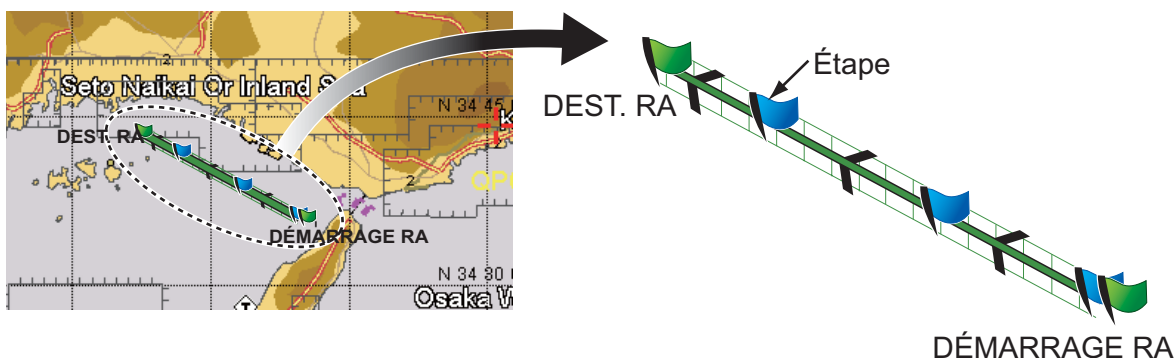 2
Seto Naikai Or Inland Sea
N 34 45
K
DEST. RA
2
QP
DÉMARRAGE RA
N 34 30
Osaka W
T
Étape
DEST. RA
DÉMARRAGE RA